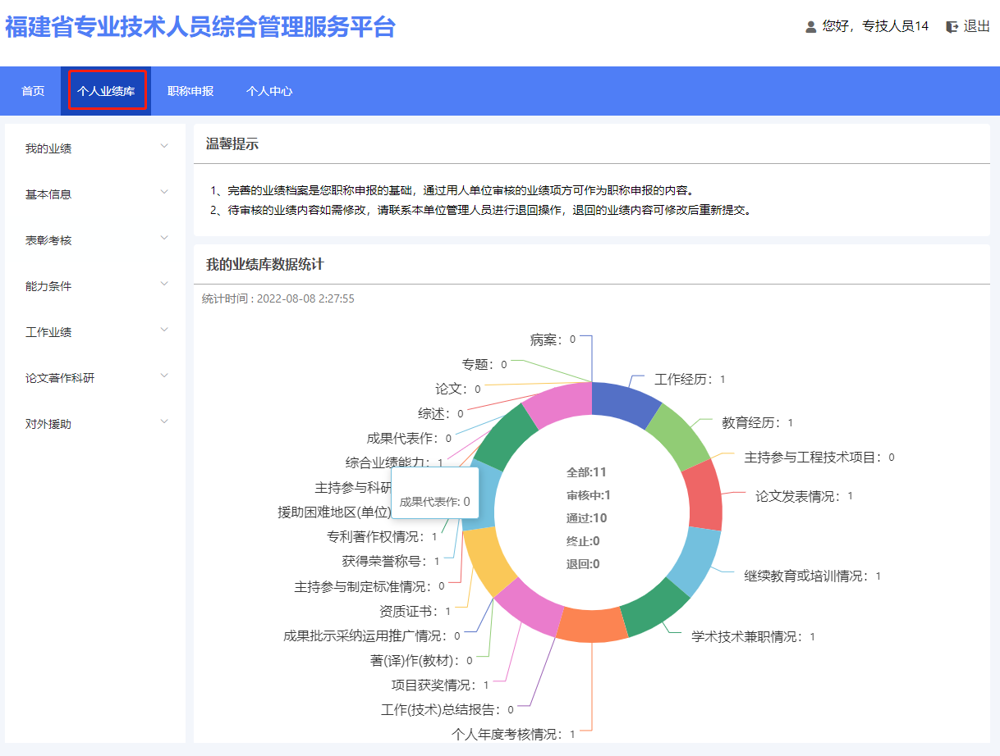 福建省专业技术人员综合管理服务平台
您好，专技人员14
退出
首页
个人业绩库
职称申报
个人中心
我的业绩
基本信息
表彰考核
能力条件
工作业绩
论文著作科研
对外援助
温馨提示
1、完善的业绩档案是您职称申报的基础，通过用人单位审核的业绩项方可作为职称申报的内容。
2、待审核的业绩内容如需修改，请联系本单位管理人员进行退回操作，退回的业绩内容可修改后重新提交。
我的业绩库数据统计
统计时间 : 2022-08-08 2:27:55
病案：0
专题：0
论文：0
综述：0
成果代表作：0
综合业绩能力：1
主持参与科研
援助困难地区(单位)
专利著作权情况：1
获得荣誉称号：1
主持参与制定标准情况：0
资质证书：1
成果批示采纳运用推广情况：0
著(译)作(教材)：0
项目获奖情况：1
工作(技术)总结报告：0
个人年度考核情况：1
成果代表作: 0
全部:11
审核中:1
通过:10
终止:0
退回:0
工作经历：1
教育经历：1
主持参与工程技术项目：0
论文发表情况：1
继续教育或培训情况：1
学术技术兼职情况：1